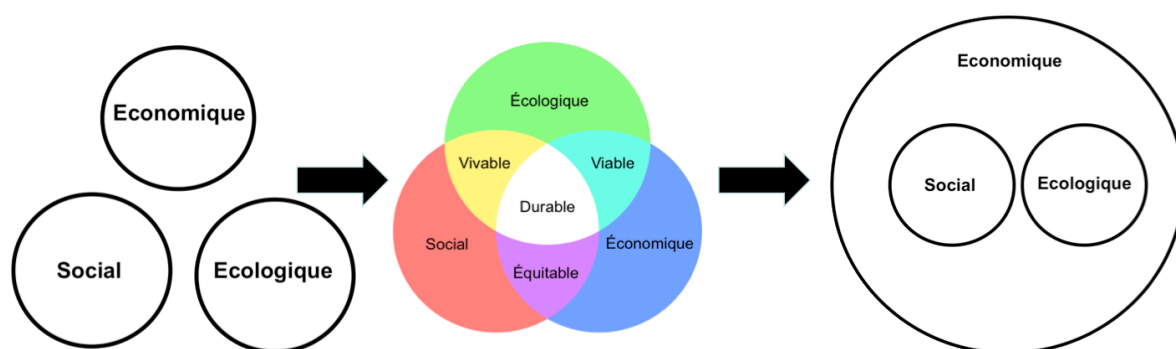 Economique
Social
Ecologique
Écologique
Vivable
Viable
Durable
Social
Économique
Équitable
Economique
Social
Ecologique